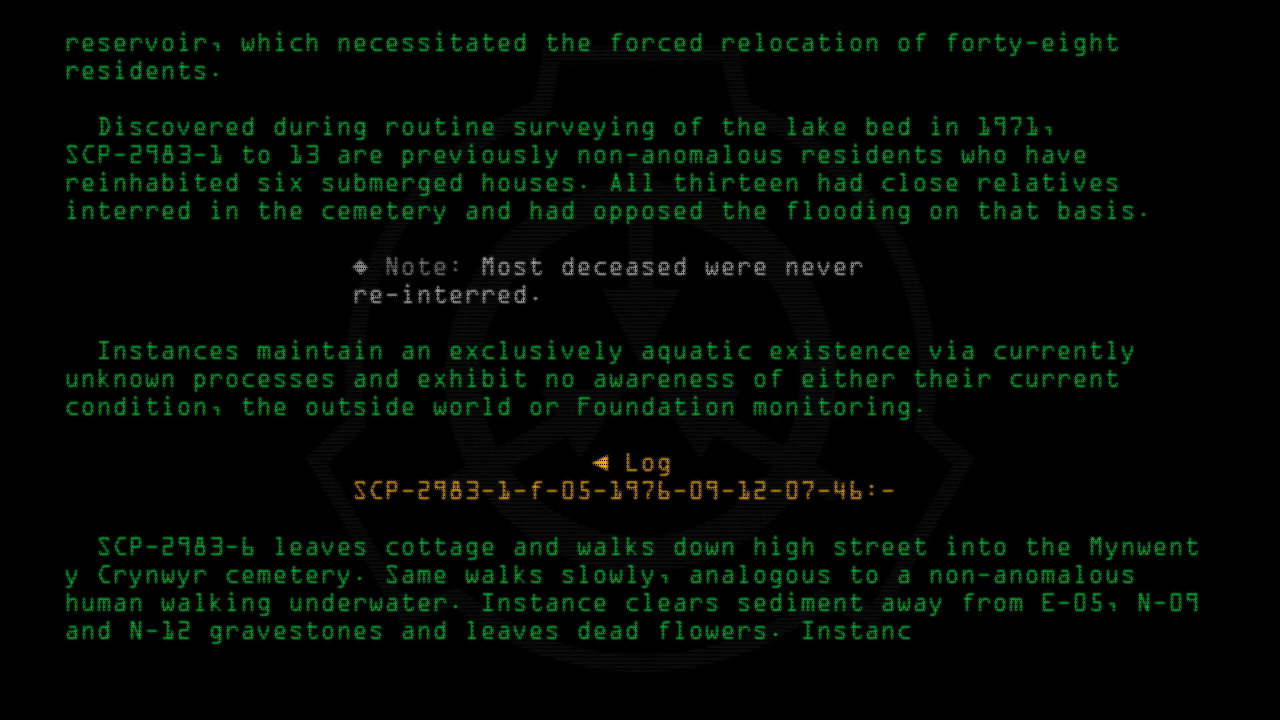 reservoir, which necessitated the forced relocation of forty-eight
residents.
Discovered during routine surveying of the lake bed in 1971,
SCP-2983-1 to 13 are previously non-anomalous residents who have
reinhabited six submerged houses. All thirteen had close relatives
interred in the cemetery and had opposed the flooding on that basis.
◆ Note: Most deceased were never
re-interred.
Instances maintain an exclusively aquatic existence via currently
unknown processes and exhibit no awareness of either their current
condition, the outside world or Foundation monitoring.
◄ Log
SCP-2983-1-f-05-1976-09-12-07-46:-
SCP-2983-6 leaves cottage and walks down high street into the Mynwent
y Crynwyr cemetery. Same walks slowly, analogous to a non-anomalous
human walking underwater. Instance clears sediment away from E-05, N-09
and N-12 gravestones and leaves dead flowers. Instanc